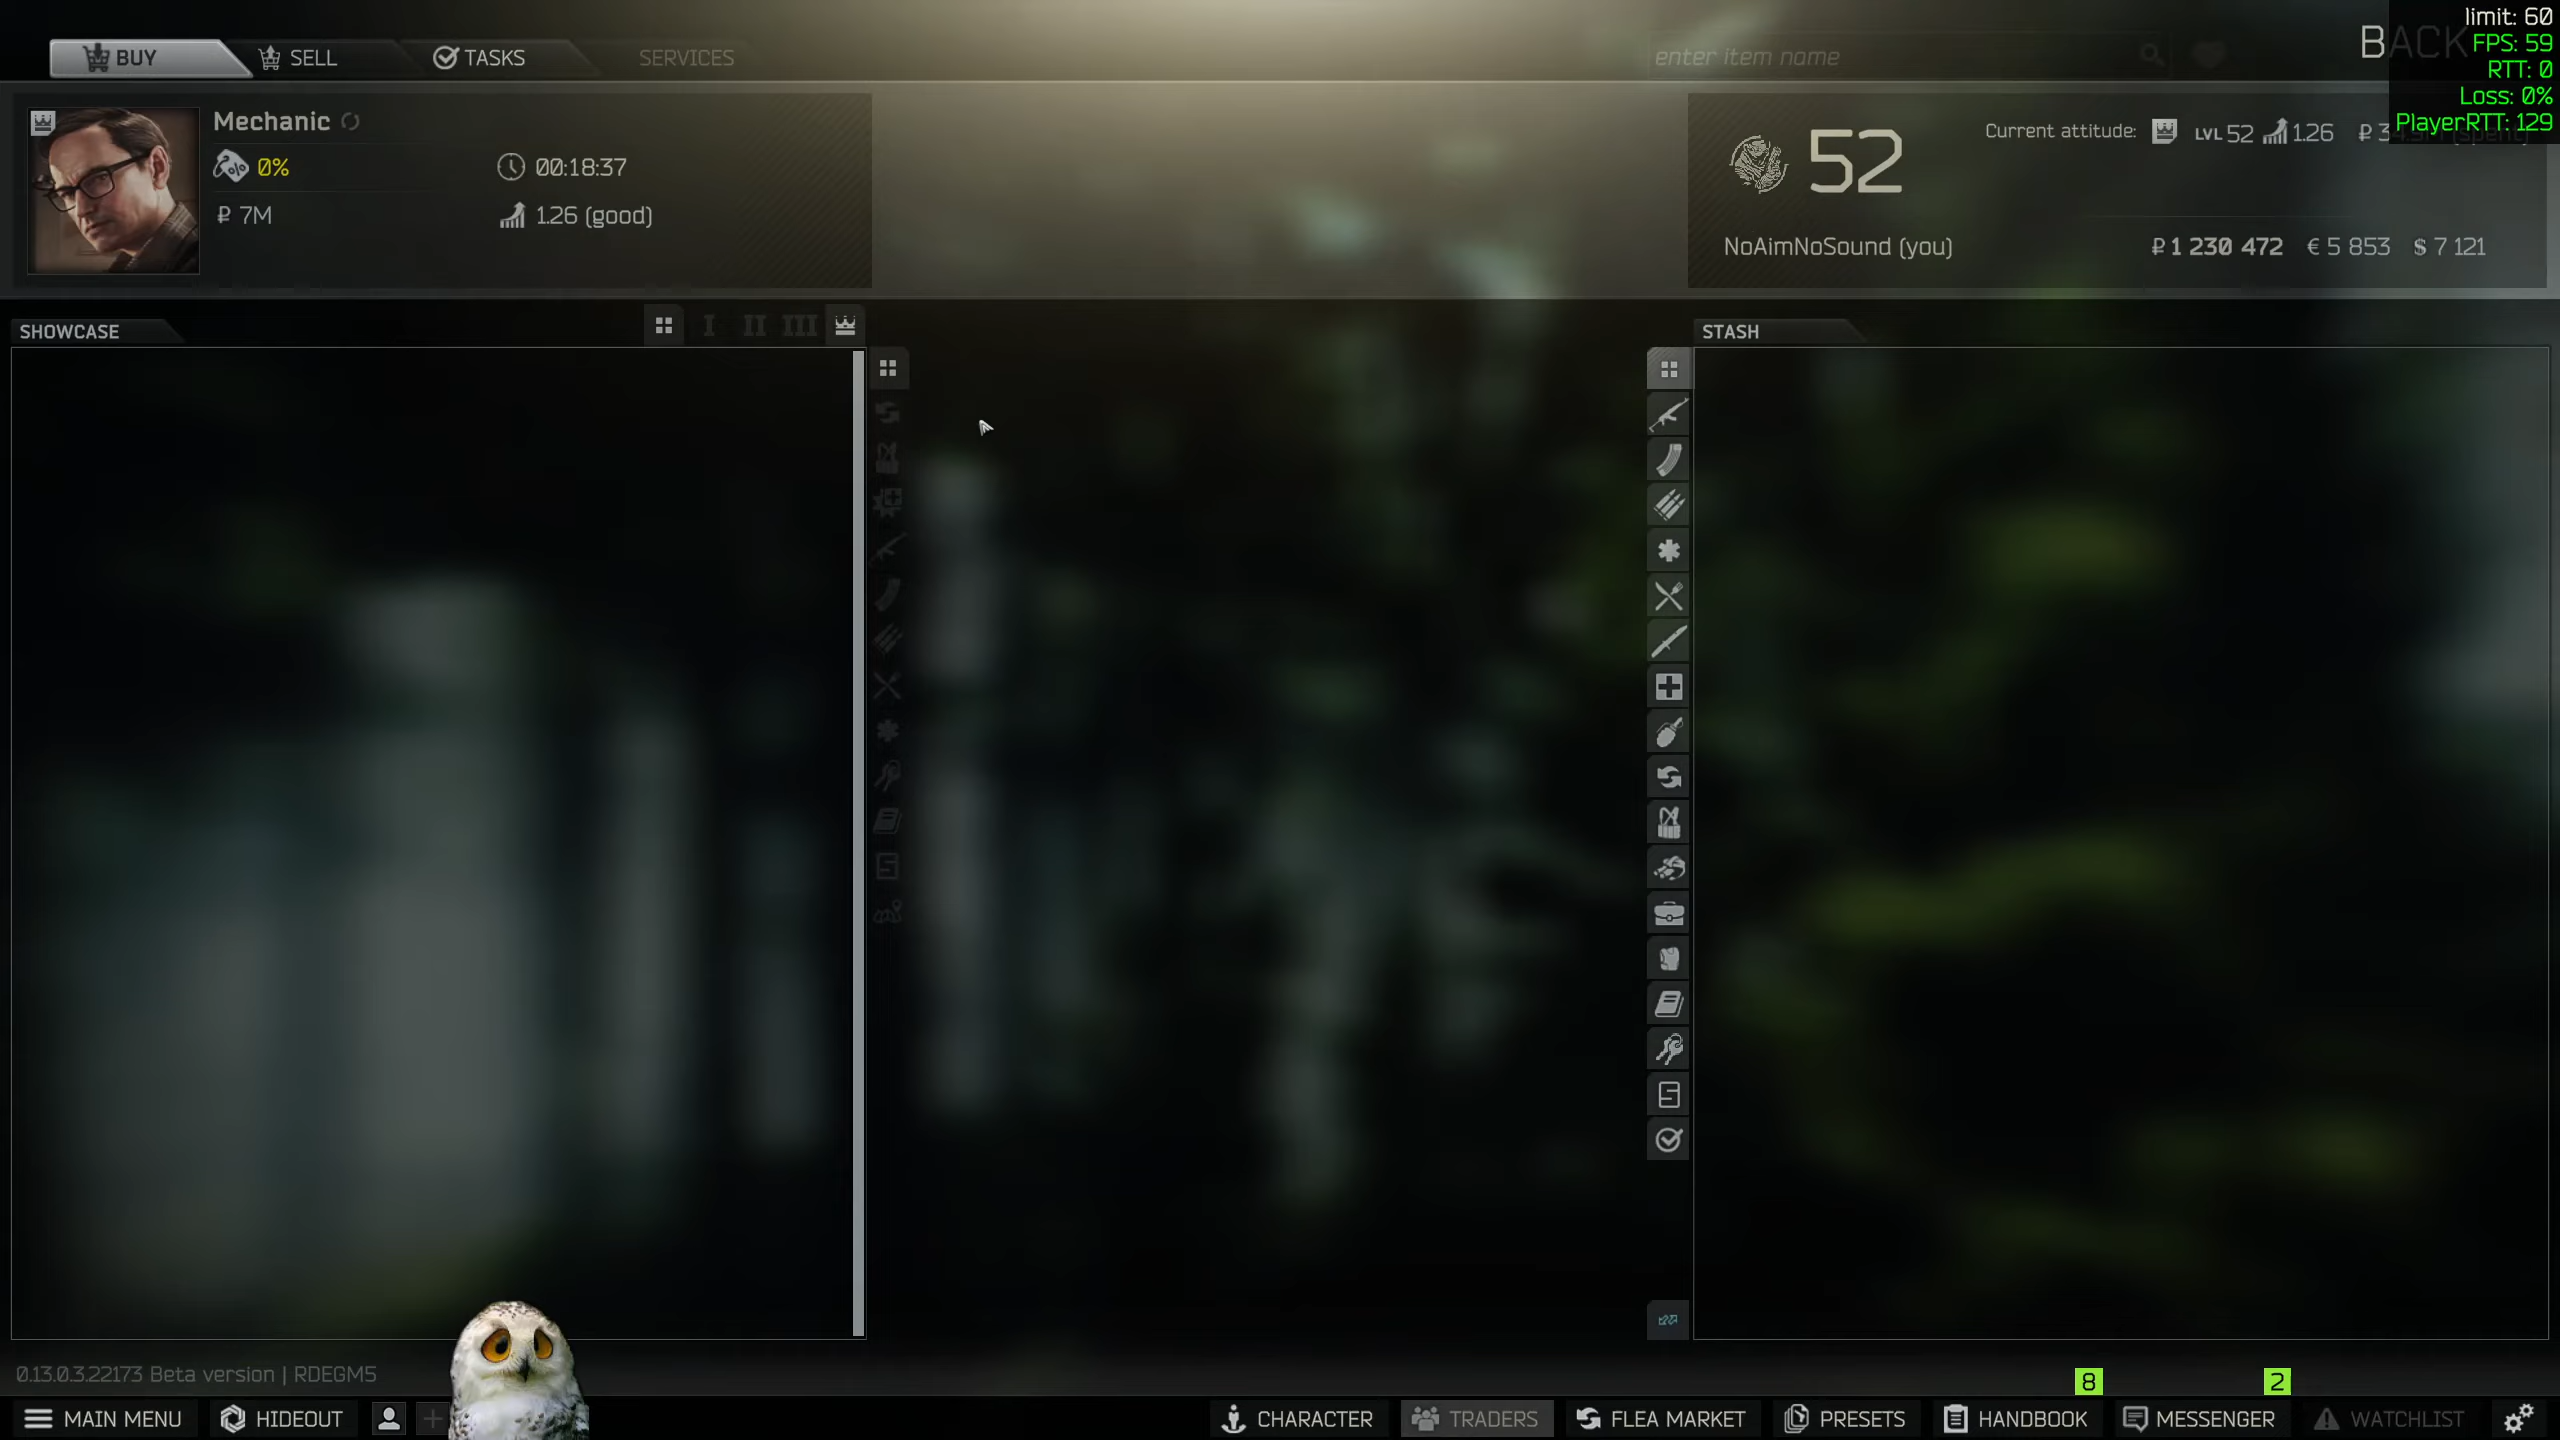 limit: 60
FPS: 59
RTT: 0
Loss: 0%
PlayerRTT: 129
BUY
SELL
TASKS
SERVICES
enter item name
BACK
Mechanic
0%
00:18:37
₽ 7M
1.26 (good)
52
Current attitude:
LVL 52
1.26
NoAimNoSound (you)
₽ 1 230 472
€ 5 853
$ 7 121
SHOWCASE
I
II
III
STASH
0.13.0.3.22173 Beta version | RDEGM5
8
2
MAIN MENU
HIDEOUT
CHARACTER
TRADERS
FLEA MARKET
PRESETS
HANDBOOK
MESSENGER
WATCHLIST